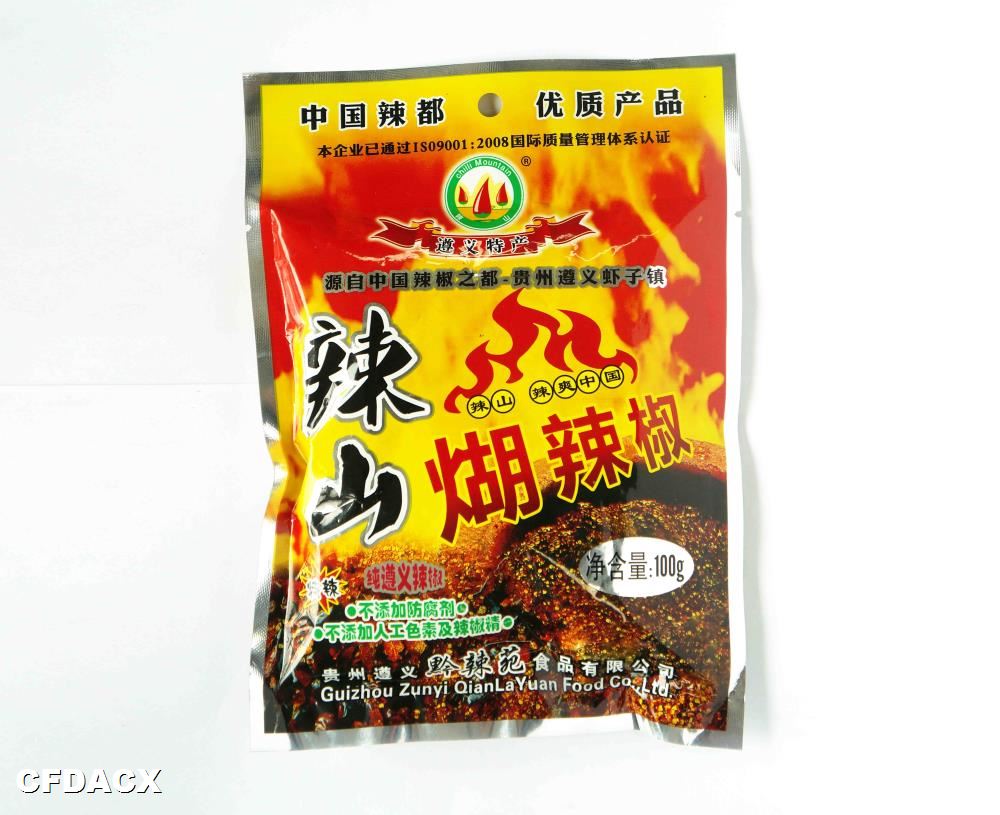 中国辣都 优质产品
本企业已通过IS09001:2008国际质量管理体系认证
chilli Mountain
®
辣山
遵义特产
源自中国辣椒之都-贵州遵义虾子镇
辣山
辣山 辣爽中国
煳辣椒
净含量:100g
辣
纯遵义辣椒
●不添加防腐剂●
●不添加人工色素及辣椒精●
贵州遵义黔辣苑食品有限公司
Guizhou Zunyi QianLaYuan Food Co.,Ltd.
CFDACX